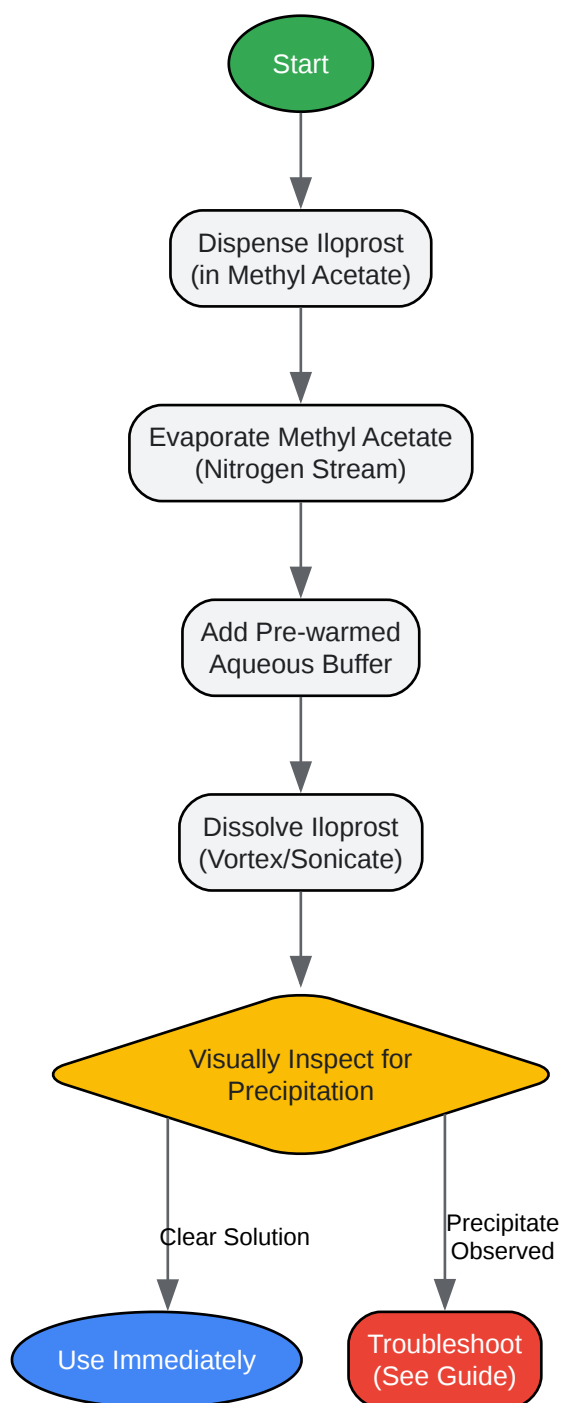 Start
Dispense Iloprost
(in Methyl Acetate)
Evaporate Methyl Acetate
(Nitrogen Stream)
Add Pre-warmed
Aqueous Buffer
Dissolve Iloprost
(Vortex/Sonicate)
Visually Inspect for
Precipitation
Clear Solution
Precipitate
Observed
Use Immediately
Troubleshoot
(See Guide)